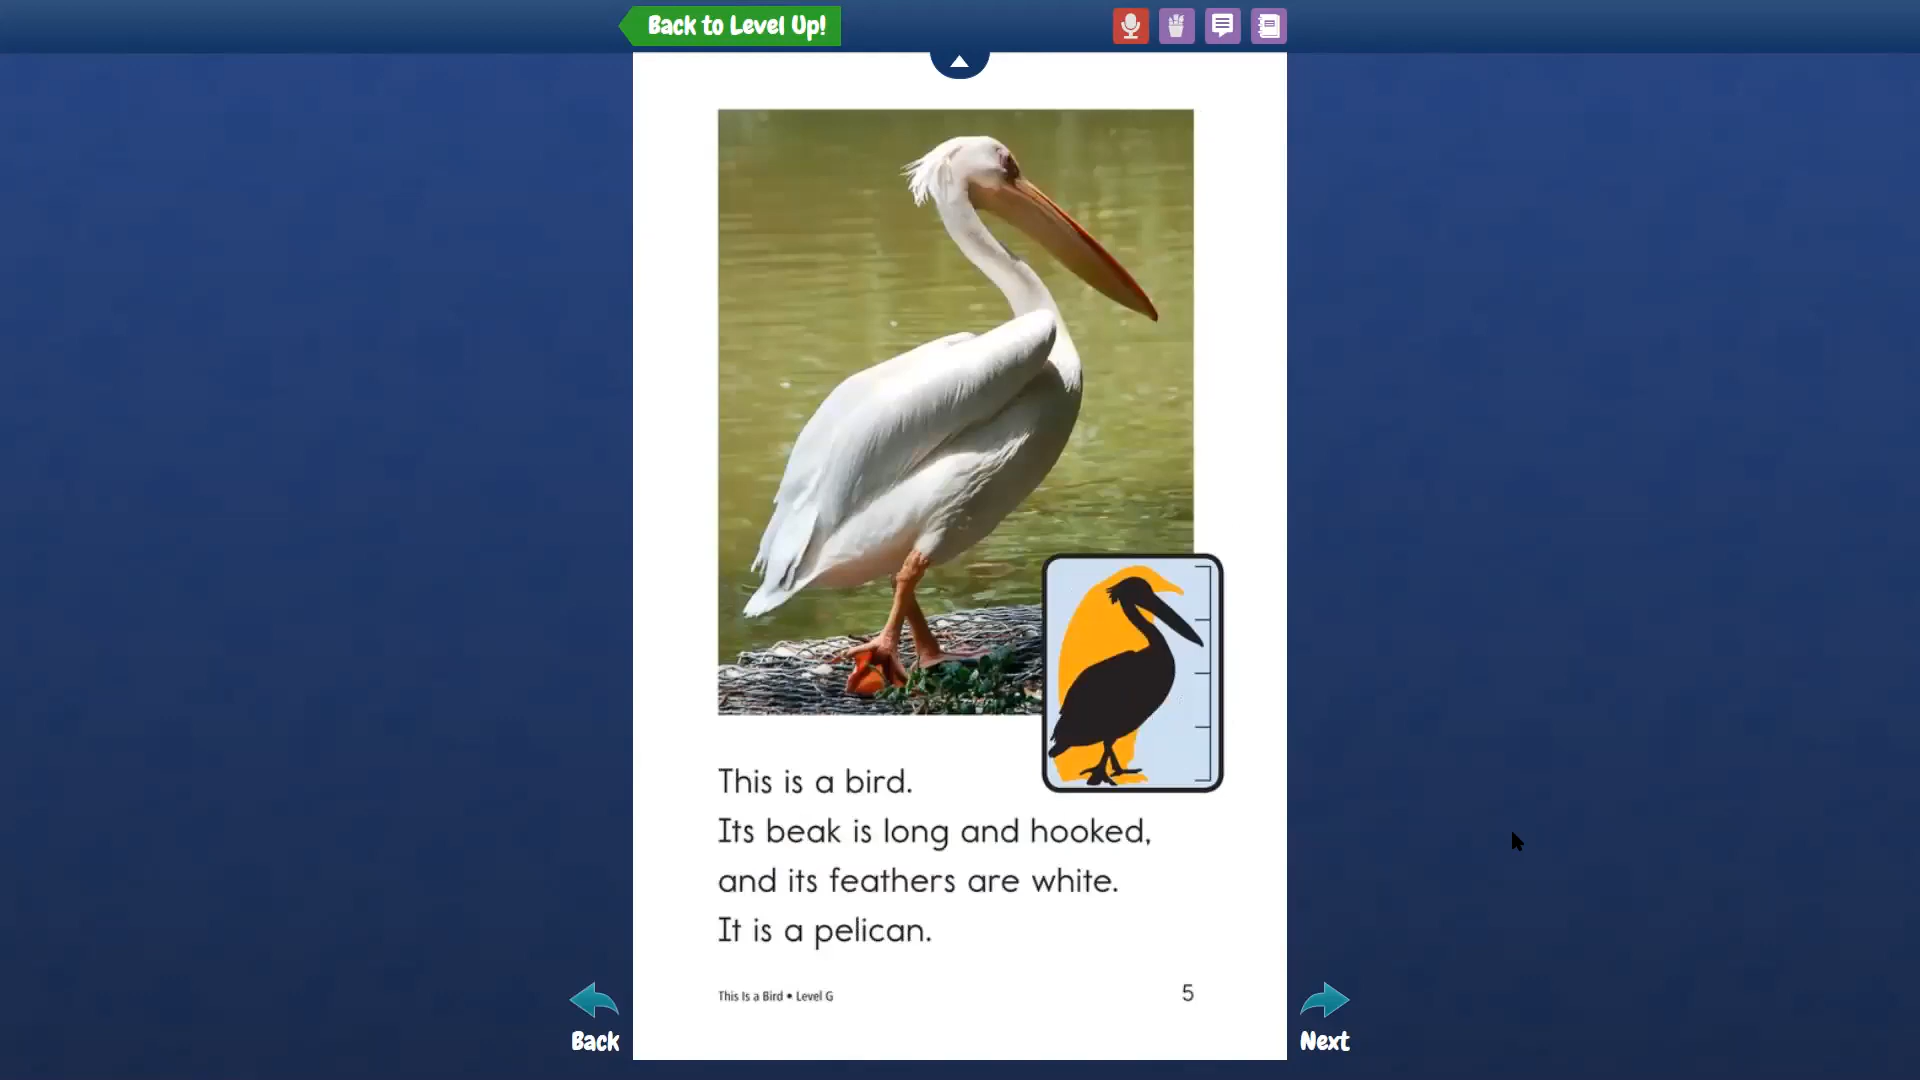 Back to Level Up!
This is a bird.
Its beak is long and hooked,
and its feathers are white.
It is a pelican.
This Is a Bird • Level G
5
Back
Next